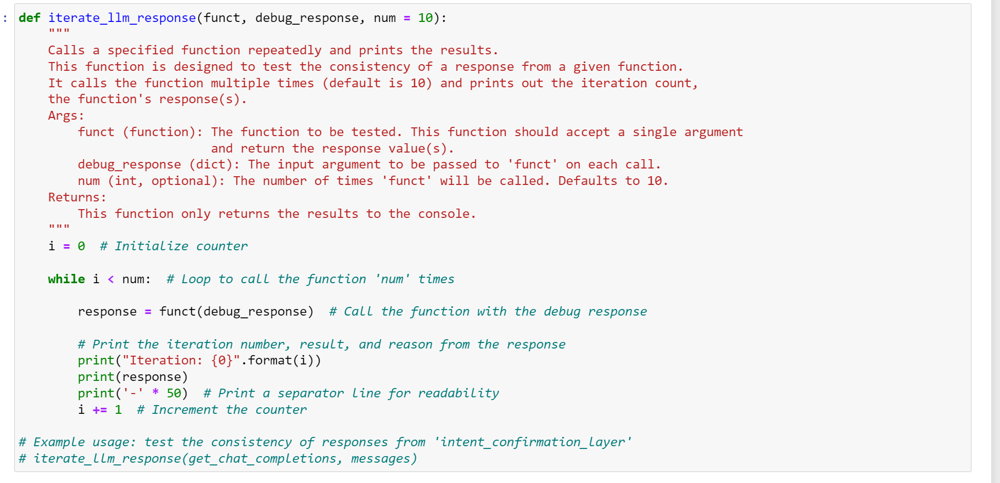 : def iterate_llm_response(funct, debug_response, num = 10):
    """
    Calls a specified function repeatedly and prints the results.
    This function is designed to test the consistency of a response from a given function.
    It calls the function multiple times (default is 10) and prints out the iteration count,
    the function's response(s).
    Args:
        funct (function): The function to be tested. This function should accept a single argument
                          and return the response value(s).
        debug_response (dict): The input argument to be passed to 'funct' on each call.
        num (int, optional): The number of times 'funct' will be called. Defaults to 10.
    Returns:
        This function only returns the results to the console.
    """
    i = 0  # Initialize counter
    while i < num:  # Loop to call the function 'num' times
        response = funct(debug_response)  # Call the function with the debug response
        # Print the iteration number, result, and reason from the response
        print("Iteration: {0}".format(i))
        print(response)
        print('-' * 50)  # Print a separator line for readability
        i += 1  # Increment the counter
# Example usage: test the consistency of responses from 'intent_confirmation_layer'
# iterate_llm_response(get_chat_completions, messages)